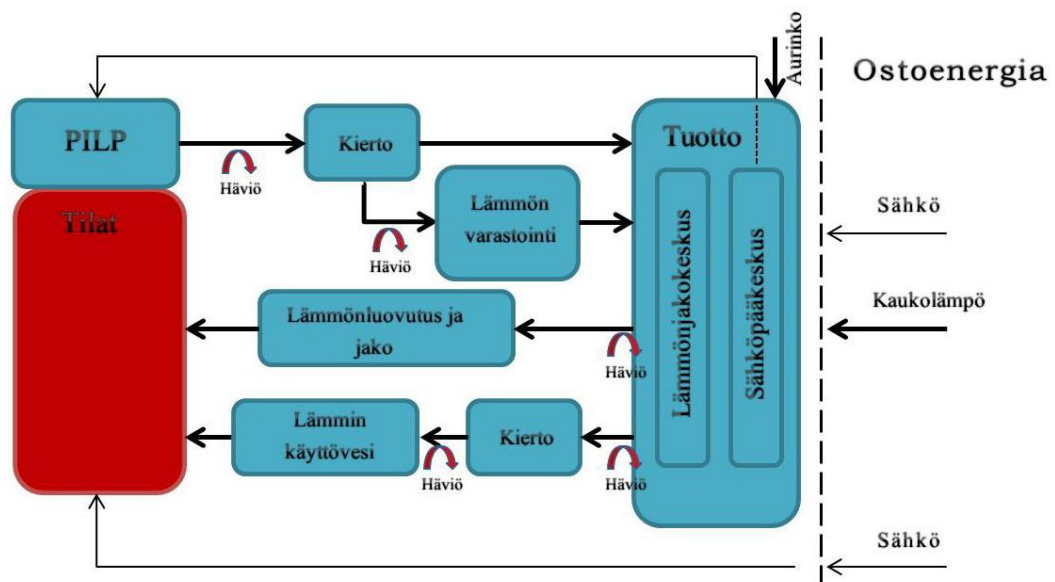 Aurinko
Ostoenergia
PILP
Kierto
Tuotto
Häviö
Lämmön
varastointi
Häviö
Tilat
Lämmönjakokeskus
Sähköpääkeskus
Sähkö
Kaukolämpö
Lämmönluovutus ja
jako
Häviö
Lämmin
käyttövesi
Häviö
Kierto
Häviö
Sähkö